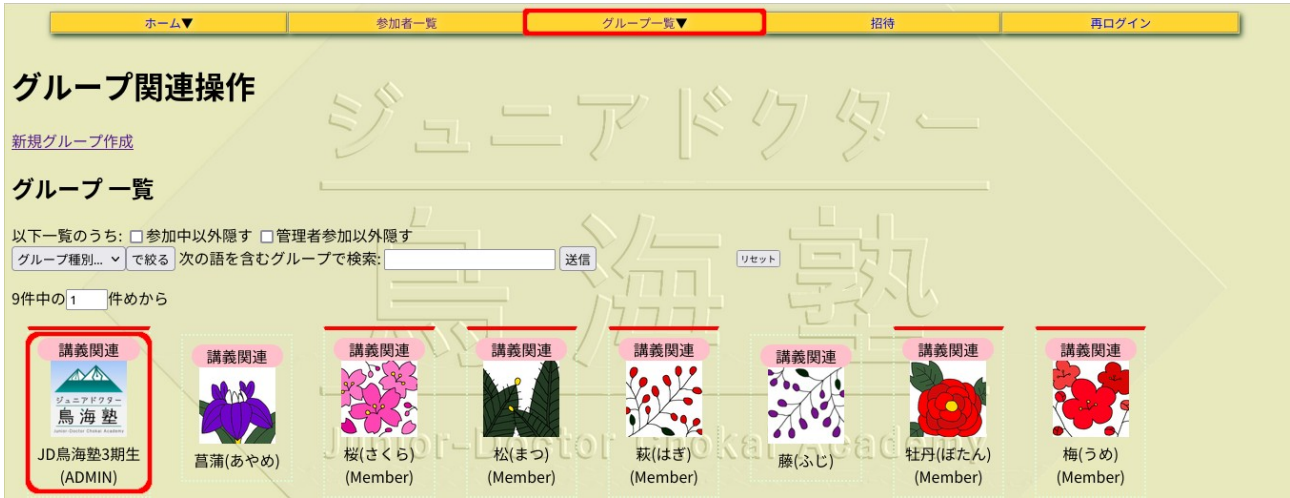 ホーム▼ 参加者一覧 グループ一覧▼ 招待 再ログイン
グループ関連操作
新規グループ作成
グループ 一覧
以下一覧のうち: 参加中以外隠す 管理者参加以外隠す
グループ種別... で絞る 次の語を含むグループで検索: 送信 リセット
9件中の 1 件めから
講義関連 講義関連 講義関連 講義関連 講義関連 講義関連 講義関連 講義関連
ジュニアドクター
鳥海塾
Junior Doctor Chokai Academy
JD鳥海塾3期生 菖蒲(あやめ) 桜(さくら) 松(まつ) 萩(はぎ) 藤(ふじ) 牡丹(ぼたん) 梅(うめ)
(ADMIN) (Member) (Member) (Member) (Member) (Member)
ジュニアドクター
鳥海塾
Junior-Doctor Chokai Academy